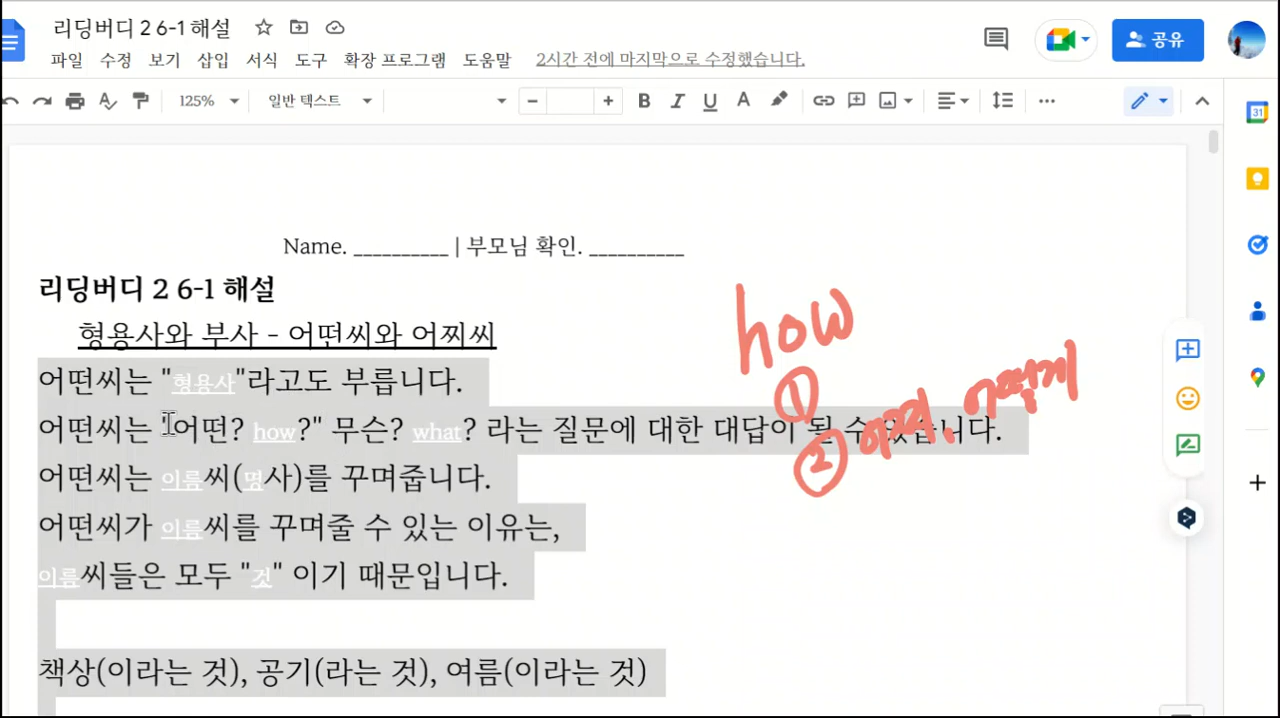 리딩버디 2 6-1 해설
파일 수정 보기 삽입 서식 도구 확장 프로그램 도움말 2시간 전에 마지막으로 수정했습니다.
공유
125% 일반 텍스트 B I U A
31
Name. __________ | 부모님 확인. __________
리딩버디 2 6-1 해설
형용사와 부사 - 어떤씨와 어찌씨
어떤씨는 "형용사"라고도 부릅니다.
어떤씨는 "어떤? how?" 무슨? what? 라는 질문에 대한 대답이 될 수 있습니다.
어떤씨는 이름씨(명사)를 꾸며줍니다.
어떤씨가 이름씨를 꾸며줄 수 있는 이유는,
이름씨들은 모두 "것" 이기 때문입니다.
책상(이라는 것), 공기(라는 것), 여름(이라는 것)
how
①
② 어찌, 어떻게